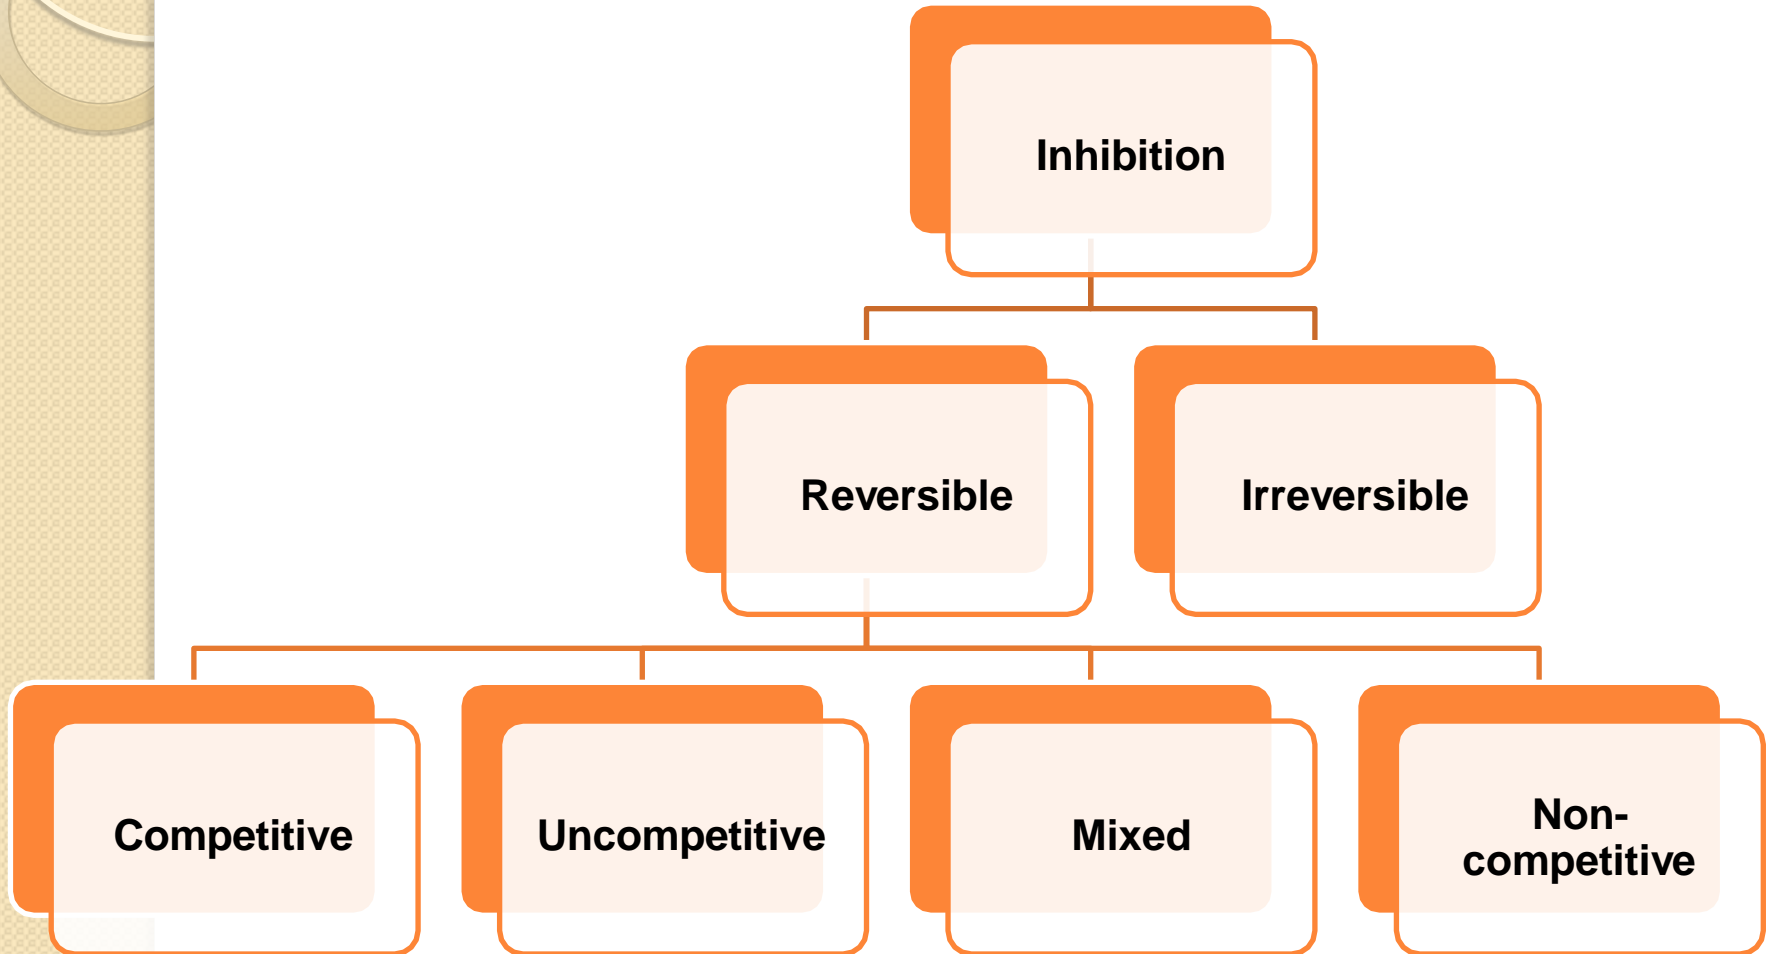 Inhibition
Reversible
Irreversible
Competitive
Uncompetitive
Mixed
Non-
competitive